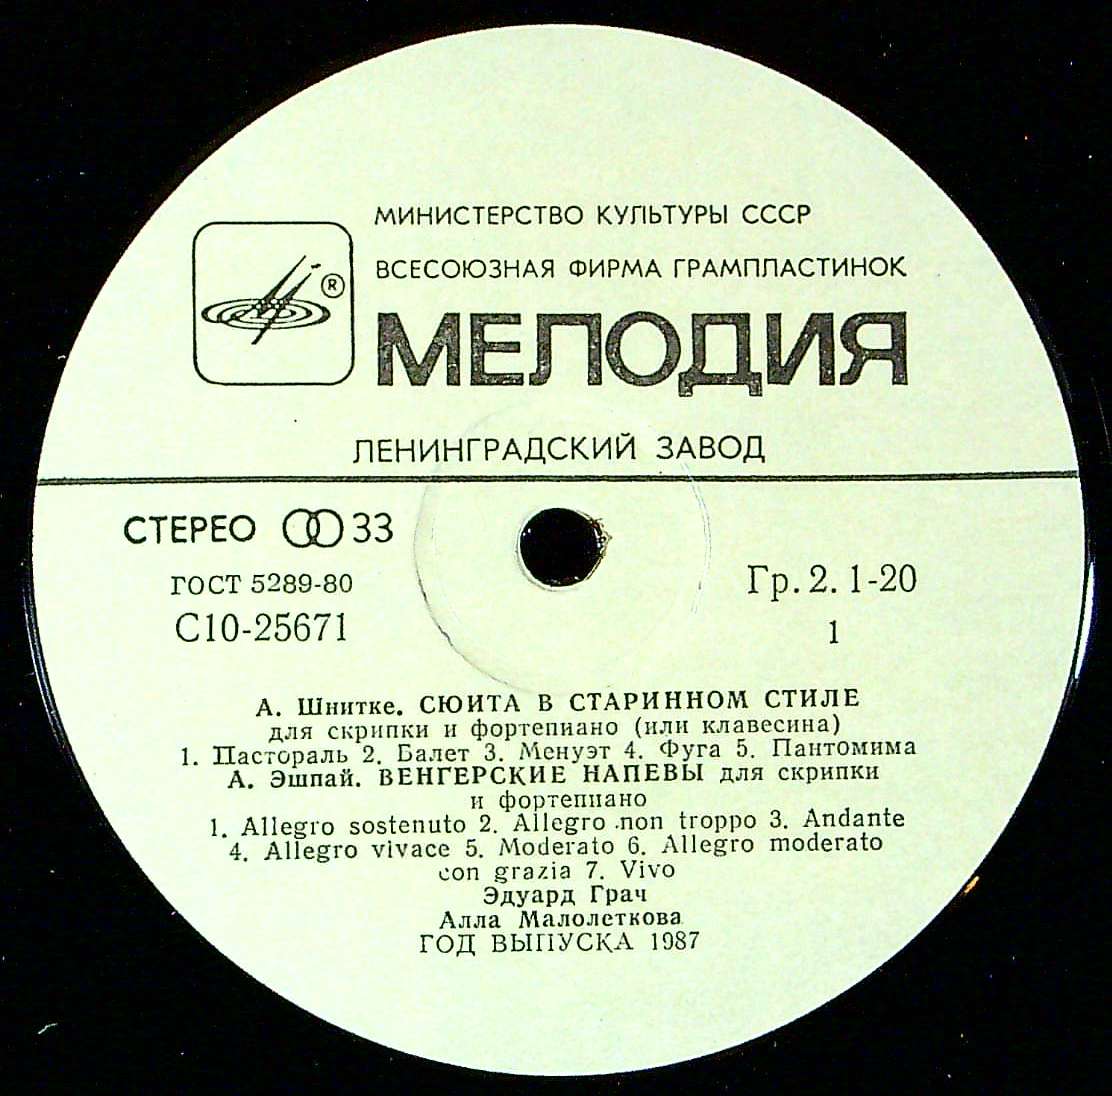 МИНИСТЕРСТВО КУЛЬТУРЫ СССР
ВСЕСОЮЗНАЯ ФИРМА ГРАМПЛАСТИНОК
®
МЕЛОДИЯ
ЛЕНИНГРАДСКИЙ ЗАВОД
СТЕРЕО 33
ГОСТ 5289-80
С10-25671
Гр. 2. 1-20
1
А. Шнитке. СЮИТА В СТАРИННОМ СТИЛЕ
для скрипки и фортепиано (или клавесина)
1. Пастораль 2. Балет 3. Менуэт 4. Фуга 5. Пантомима
А. Эшпай. ВЕНГЕРСКИЕ НАПЕВЫ для скрипки
и фортепиано
1. Allegro sostenuto 2. Allegro non troppo 3. Andante
4. Allegro vivace 5. Moderato 6. Allegro moderato
con grazia 7. Vivo
Эдуард Грач
Алла Малолеткова
ГОД ВЫПУСКА 1987